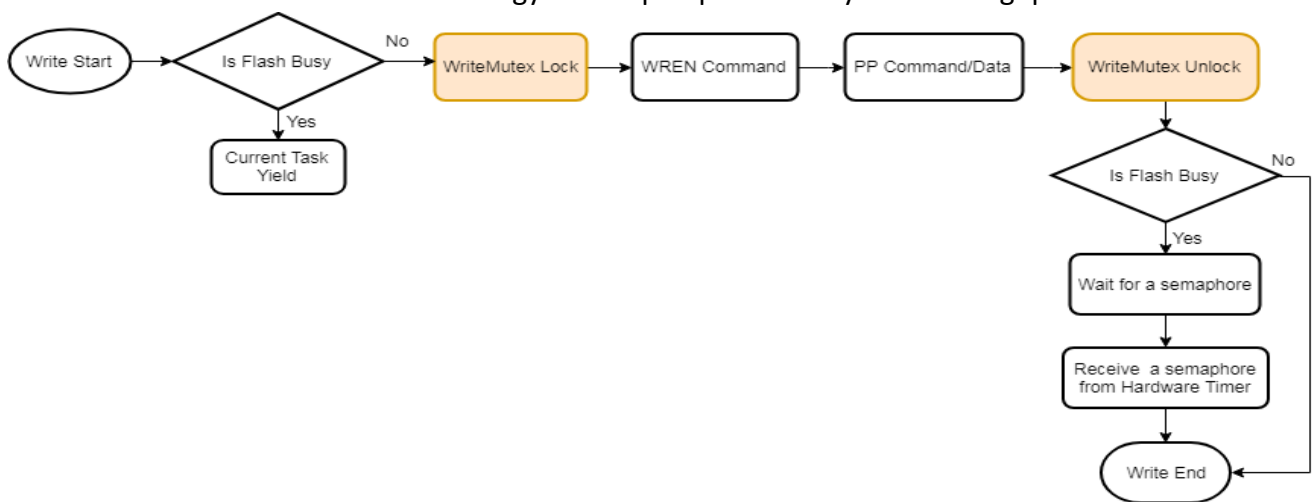 Write Start
Is Flash Busy
No
WriteMutex Lock
WREN Command
PP Command/Data
WriteMutex Unlock
Yes
Current Task
Yield
Is Flash Busy
No
Yes
Wait for a semaphore
Receive a semaphore
from Hardware Timer
Write End